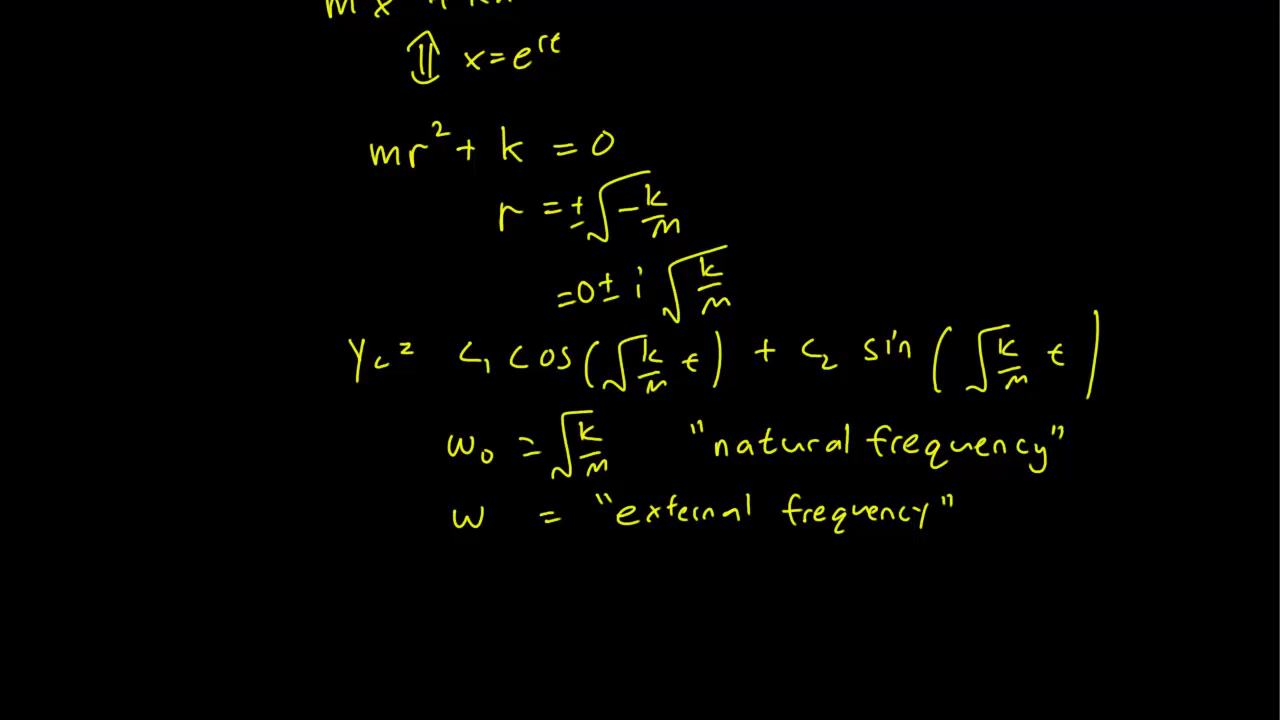 m x
⇕ x = e^{rt}
mr² + k = 0
r = ±√(-k/m)
= 0 ± i √(k/m)
y_c = c₁ cos(√(k/m) t) + c₂ sin(√(k/m) t)
ω₀ = √(k/m) "natural frequency"
ω = "external frequency"